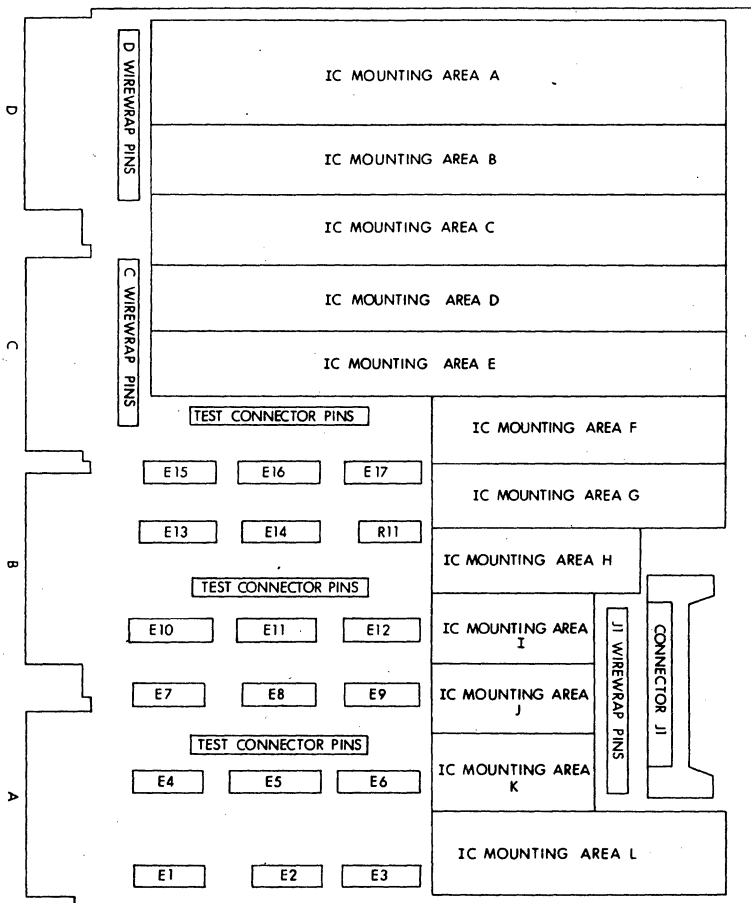 IC MOUNTING AREA A
D WIREWRAP PINS
D
IC MOUNTING AREA B
IC MOUNTING AREA C
IC MOUNTING AREA D
C WIREWRAP PINS
C
IC MOUNTING AREA E
TEST CONNECTOR PINS
IC MOUNTING AREA F
E15 E16 E17
IC MOUNTING AREA G
E13 E14 R11
B
IC MOUNTING AREA H
TEST CONNECTOR PINS
E10 E11 E12
IC MOUNTING AREA
I
J1 WIREWRAP PINS
CONNECTOR J1
E7 E8 E9
IC MOUNTING AREA
J
TEST CONNECTOR PINS
E4 E5 E6
IC MOUNTING AREA
K
A
IC MOUNTING AREA L
E1 E2 E3